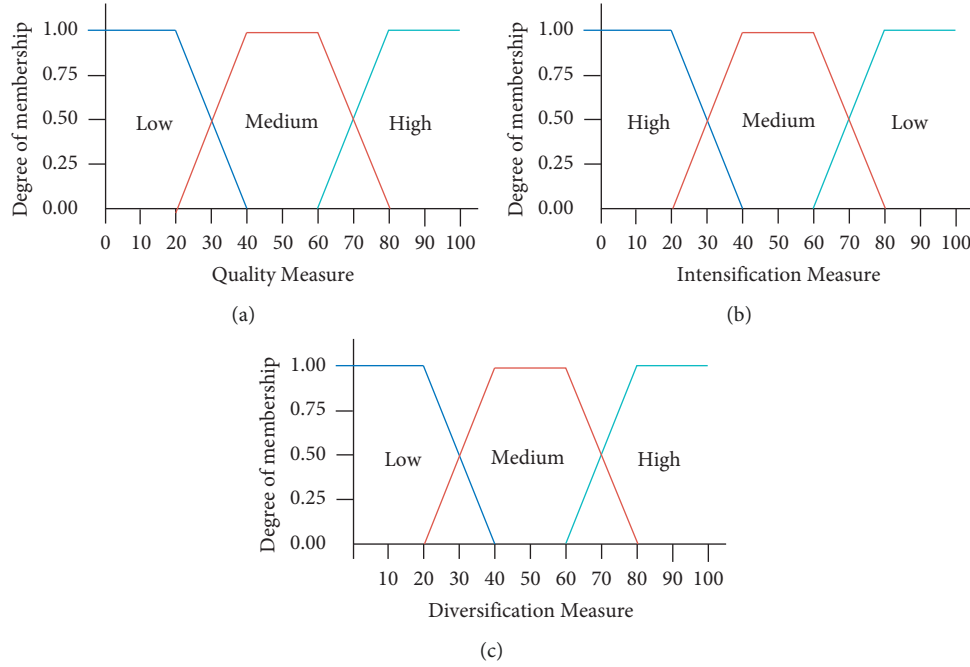 Degree of membership
1.00
0.75
0.50
0.25
0.00
Low
Medium
High
0 10 20 30 40 50 60 70 80 90 100
Quality Measure
(a)
Degree of membership
1.00
0.75
0.50
0.25
0.00
High
Medium
Low
0 10 20 30 40 50 60 70 80 90 100
Intensification Measure
(b)
Degree of membership
1.00
0.75
0.50
0.25
0.00
Low
Medium
High
10 20 30 40 50 60 70 80 90 100
Diversification Measure
(c)